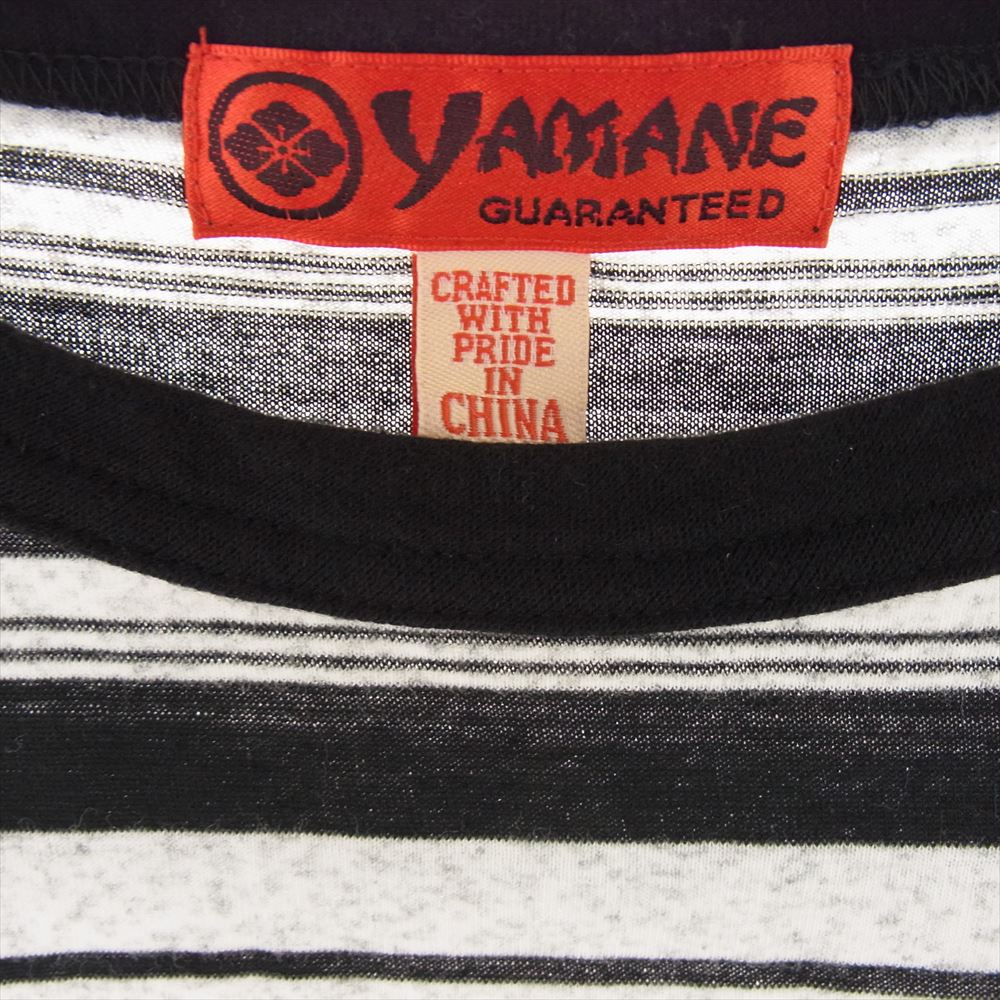 YAMANE
GUARANTEED
CRAFTED
WITH
PRIDE
IN
CHINA